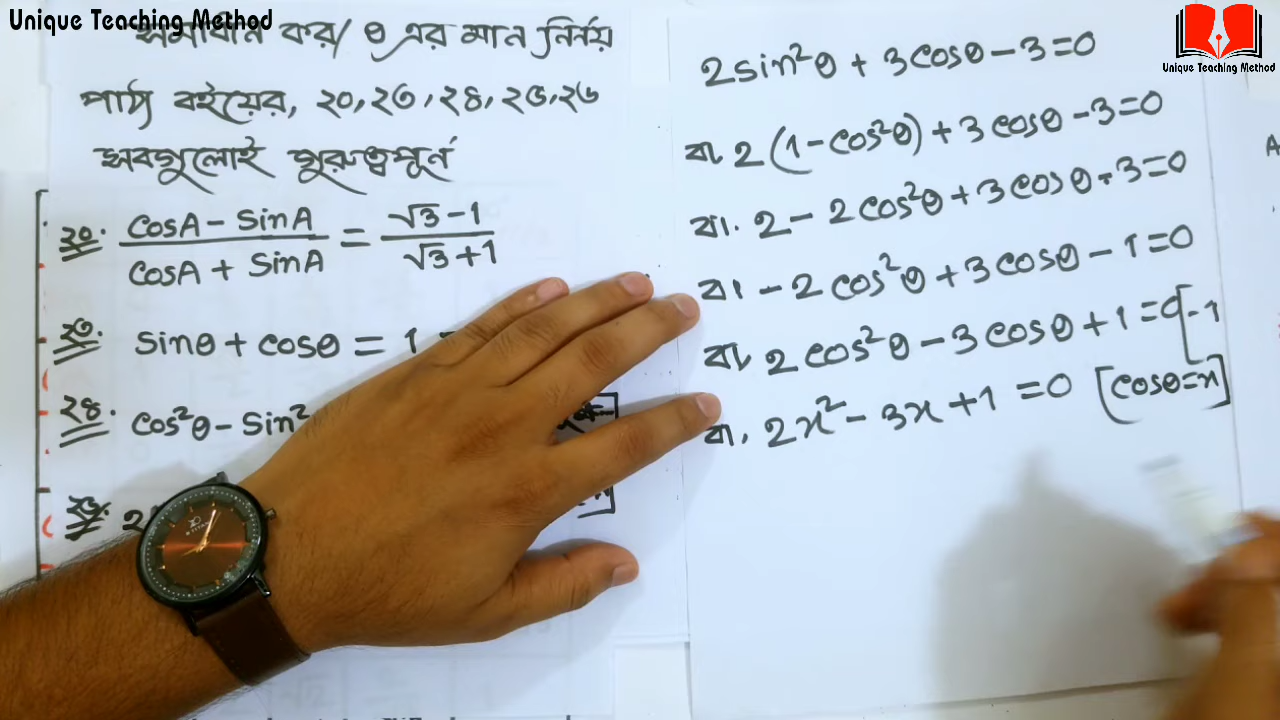 Unique Teaching Method
সমাধান কর/ θ এর মান নির্ণয়
পাঠ্য বইয়ের, ২০,২৩,২৪,২৫,২৬
সবগুলোই গুরুত্বপূর্ণ
২০. (cosA - SinA)/(cosA + SinA) = (√3-1)/(√3+1)
২৩. Sinθ + cosθ = 1
২৪. cos²θ - Sin²
2sin²θ + 3cosθ - 3 = 0
বা, 2(1-cos²θ) + 3cosθ - 3 = 0
বা, 2 - 2cos²θ + 3cosθ - 3 = 0
বা, - 2cos²θ + 3cosθ - 1 = 0
বা, 2cos²θ - 3cosθ + 1 = 0 [-1
বা, 2x² - 3x + 1 = 0 [cosθ=x]
Unique Teaching Method